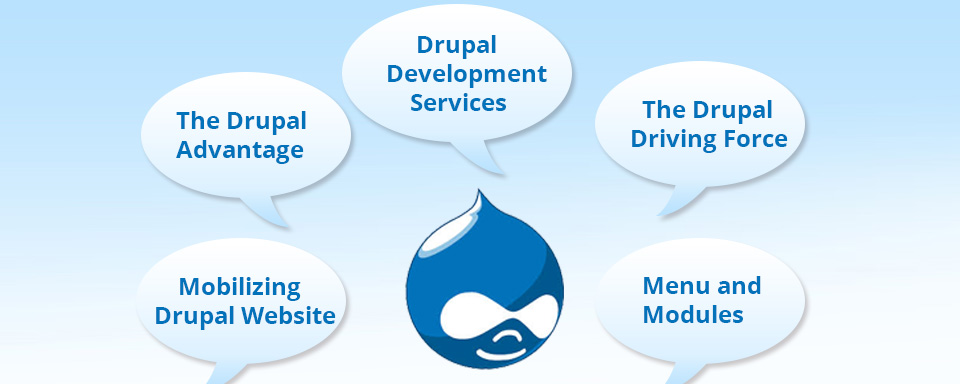 Drupal
Development
Services
The Drupal
Advantage
The Drupal
Driving Force
Mobilizing
Drupal Website
Menu and
Modules